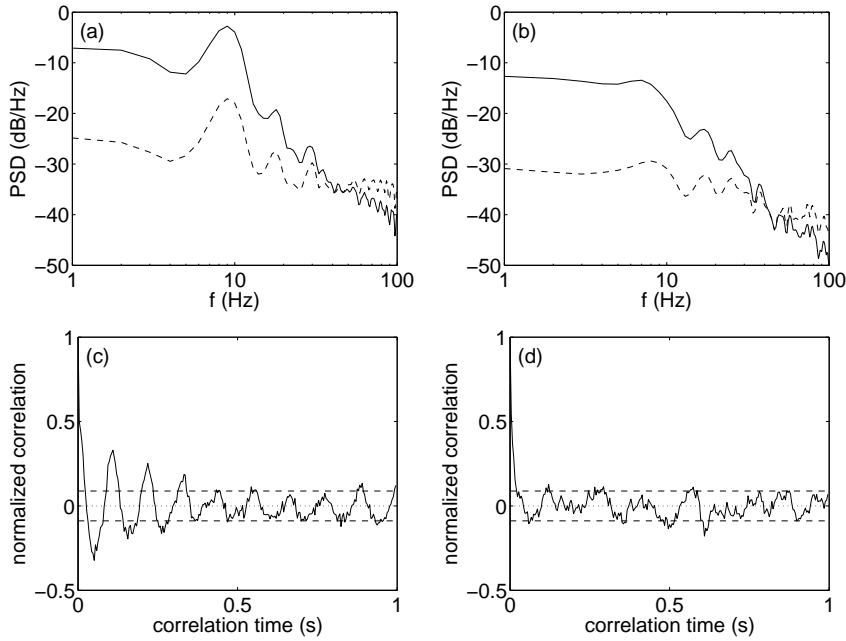 (a)
PSD (dB/Hz)
0
−10
−20
−30
−40
−50
1
10
100
f (Hz)
(b)
PSD (dB/Hz)
0
−10
−20
−30
−40
−50
1
10
100
f (Hz)
(c)
normalized correlation
1
0.5
0
−0.5
0
0.5
1
correlation time (s)
(d)
normalized correlation
1
0.5
0
−0.5
0
0.5
1
correlation time (s)